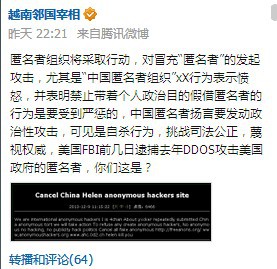 越南邻国宰相
昨天 22:21 来自腾讯微博
匿名者组织将采取行动，对冒充“匿名者”的发起
攻击，尤其是“中国匿名者组织”xX行为表示愤
怒，并表明禁止带着个人政治目的假借匿名者的
行为是要受到严惩的，中国匿名者扬言要发动政
治性攻击，可见是自杀行为，挑战司法公正，蔑
视权威，美国FBI前几日逮捕去年DDOS攻击美国
政府的匿名者，你们这是？
Cancel China Helen anonymous hackers site
转播和评论(64)